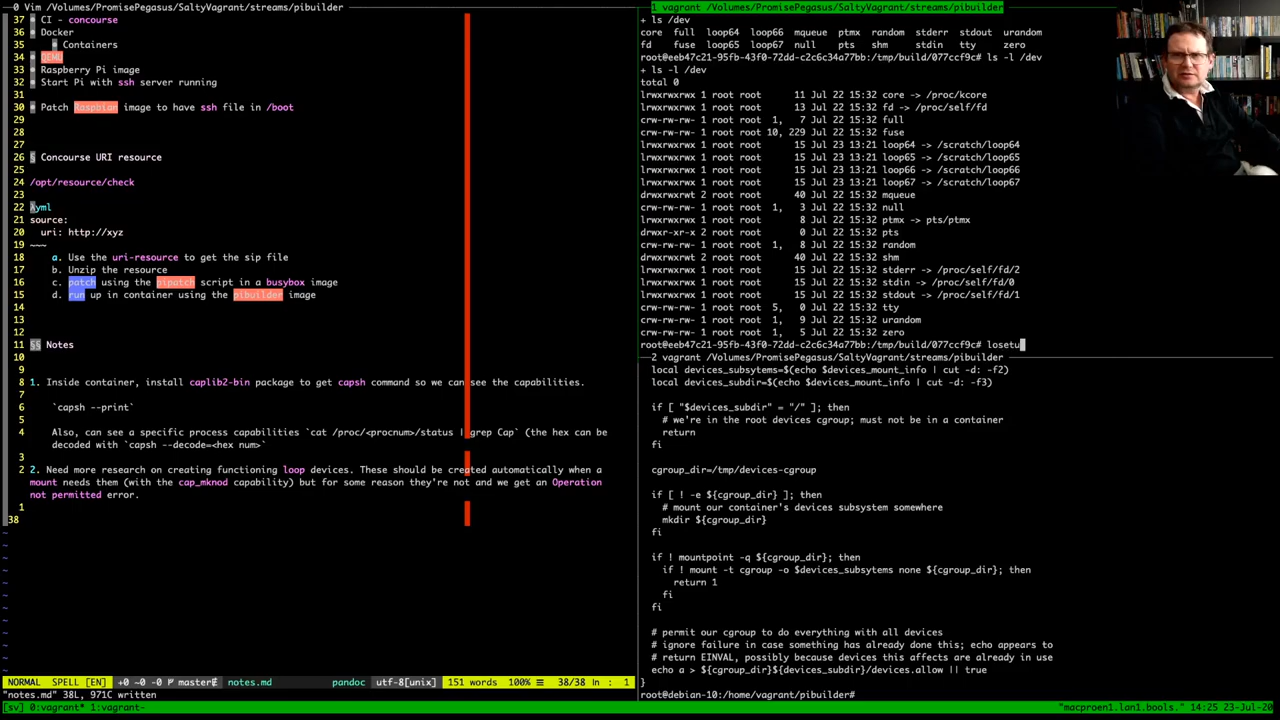 0 Vim /Volumes/PromisePegasus/SaltyVagrant/streams/pibuilder
37 CI - concourse
36 Docker
35 Containers
34 QEMU
33 Raspberry Pi image
32 Start Pi with ssh server running
31
30 Patch Raspbian image to have ssh file in /boot
29
28
27
26 § Concourse URI resource
25
24 /opt/resource/check
23
22 λyml
21 source:
20 uri: http://xyz
19 ~~~
18 a. Use the uri-resource to get the sip file
17 b. Unzip the resource
16 c. patch using the pipatch script in a busybox image
15 d. run up in container using the pibuilder image
14
13
12
11 §§ Notes
10
9
8 1. Inside container, install caplib2-bin package to get capsh command so we can see the capabilities.
7
6 `capsh --print`
5
4 Also, can see a specific process capabilities `cat /proc/<procnum>/status | grep Cap` (the hex can be
decoded with `capsh --decode=<hex num>`
3
2 2. Need more research on creating functioning loop devices. These should be created automatically when a
mount needs them (with the cap_mknod capability) but for some reason they're not and we get an Operation
not permitted error.
1
38
~
~
~
~
~
~
~
~
~
~
~
~
NORMAL SPELL [EN] +0 ~0 -0 master notes.md pandoc utf-8[unix] 151 words 100% ☰ 38/38 ln : 1
"notes.md" 38L, 971C written
1 vagrant /Volumes/PromisePegasus/SaltyVagrant/streams/pibuilder
+ ls /dev
core full loop64 loop66 mqueue ptmx random stderr stdout urandom
fd fuse loop65 loop67 null pts shm stdin tty zero
root@eeb47c21-95fb-43f0-72dd-c2c6c34a77bb:/tmp/build/077ccf9c# ls -l /dev
+ ls -l /dev
total 0
lrwxrwxrwx 1 root root 11 Jul 22 15:32 core -> /proc/kcore
lrwxrwxrwx 1 root root 13 Jul 22 15:32 fd -> /proc/self/fd
crw-rw-rw- 1 root root 1, 7 Jul 22 15:32 full
crw-rw-rw- 1 root root 10, 229 Jul 22 15:32 fuse
lrwxrwxrwx 1 root root 15 Jul 23 13:21 loop64 -> /scratch/loop64
lrwxrwxrwx 1 root root 15 Jul 23 13:21 loop65 -> /scratch/loop65
lrwxrwxrwx 1 root root 15 Jul 23 13:21 loop66 -> /scratch/loop66
lrwxrwxrwx 1 root root 15 Jul 23 13:21 loop67 -> /scratch/loop67
drwxrwxrwt 2 root root 40 Jul 22 15:32 mqueue
crw-rw-rw- 1 root root 1, 3 Jul 22 15:32 null
lrwxrwxrwx 1 root root 8 Jul 22 15:32 ptmx -> pts/ptmx
drwxr-xr-x 2 root root 0 Jul 22 15:32 pts
crw-rw-rw- 1 root root 1, 8 Jul 22 15:32 random
drwxrwxrwt 2 root root 40 Jul 22 15:32 shm
lrwxrwxrwx 1 root root 15 Jul 22 15:32 stderr -> /proc/self/fd/2
lrwxrwxrwx 1 root root 15 Jul 22 15:32 stdin -> /proc/self/fd/0
lrwxrwxrwx 1 root root 15 Jul 22 15:32 stdout -> /proc/self/fd/1
crw-rw-rw- 1 root root 5, 0 Jul 22 15:32 tty
crw-rw-rw- 1 root root 1, 9 Jul 22 15:32 urandom
crw-rw-rw- 1 root root 1, 5 Jul 22 15:32 zero
root@eeb47c21-95fb-43f0-72dd-c2c6c34a77bb:/tmp/build/077ccf9c# losetu
2 vagrant /Volumes/PromisePegasus/SaltyVagrant/streams/pibuilder
local devices_subsytems=$(echo $devices_mount_info | cut -d: -f2)
local devices_subdir=$(echo $devices_mount_info | cut -d: -f3)
if [ "$devices_subdir" = "/" ]; then
# we're in the root devices cgroup; must not be in a container
return
fi
cgroup_dir=/tmp/devices-cgroup
if [ ! -e ${cgroup_dir} ]; then
# mount our container's devices subsystem somewhere
mkdir ${cgroup_dir}
fi
if ! mountpoint -q ${cgroup_dir}; then
if ! mount -t cgroup -o $devices_subsytems none ${cgroup_dir}; then
return 1
fi
fi
# permit our cgroup to do everything with all devices
# ignore failure in case something has already done this; echo appears to
# return EINVAL, possibly because devices this affects are already in use
echo a > ${cgroup_dir}${devices_subdir}/devices.allow || true
}
root@debian-10:/home/vagrant/pibuilder#
[sv] 0:vagrant* 1:vagrant- "macproen1.lan1.bools." 14:25 23-Jul-20